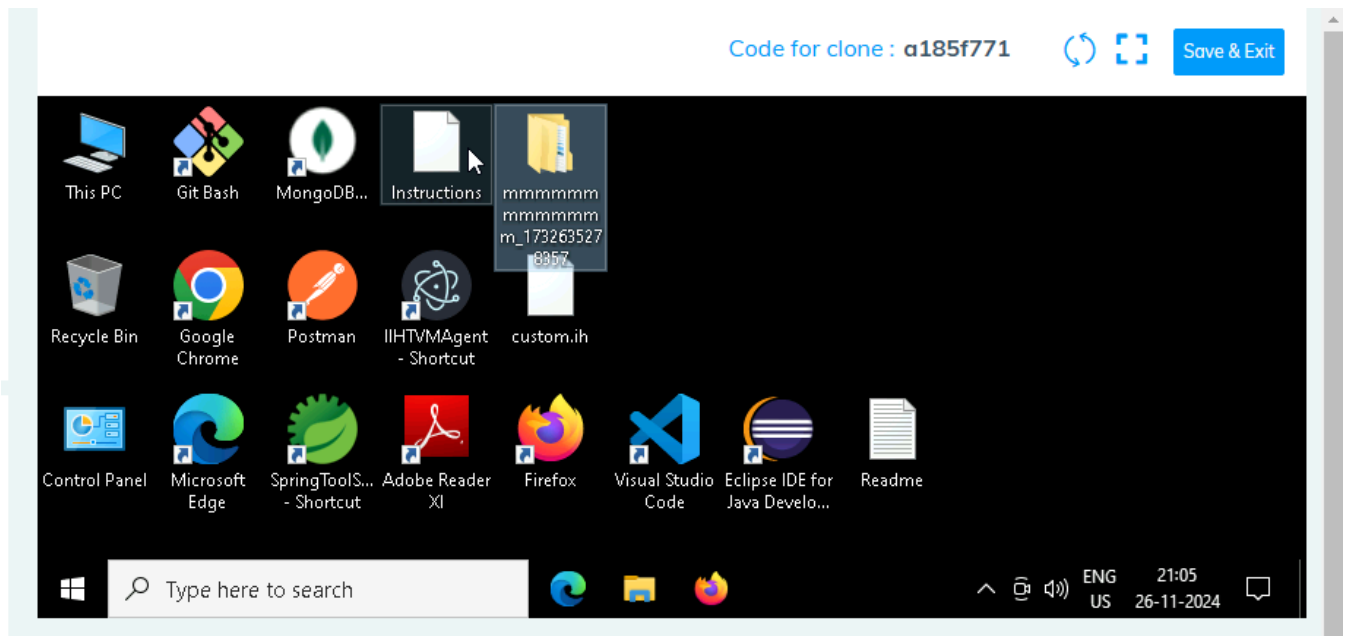 Code for clone : a185f771
Save & Exit
This PC
Git Bash
MongoDB...
Instructions
mmmmmm
mmmmmm
m_173263527
8357
Recycle Bin
Google
Chrome
Postman
IIHTVMAgent
- Shortcut
custom.ih
Control Panel
Microsoft
Edge
SpringToolS...
- Shortcut
Adobe Reader
XI
Firefox
Visual Studio
Code
Eclipse IDE for
Java Develo...
Readme
Type here to search
ENG
US
21:05
26-11-2024